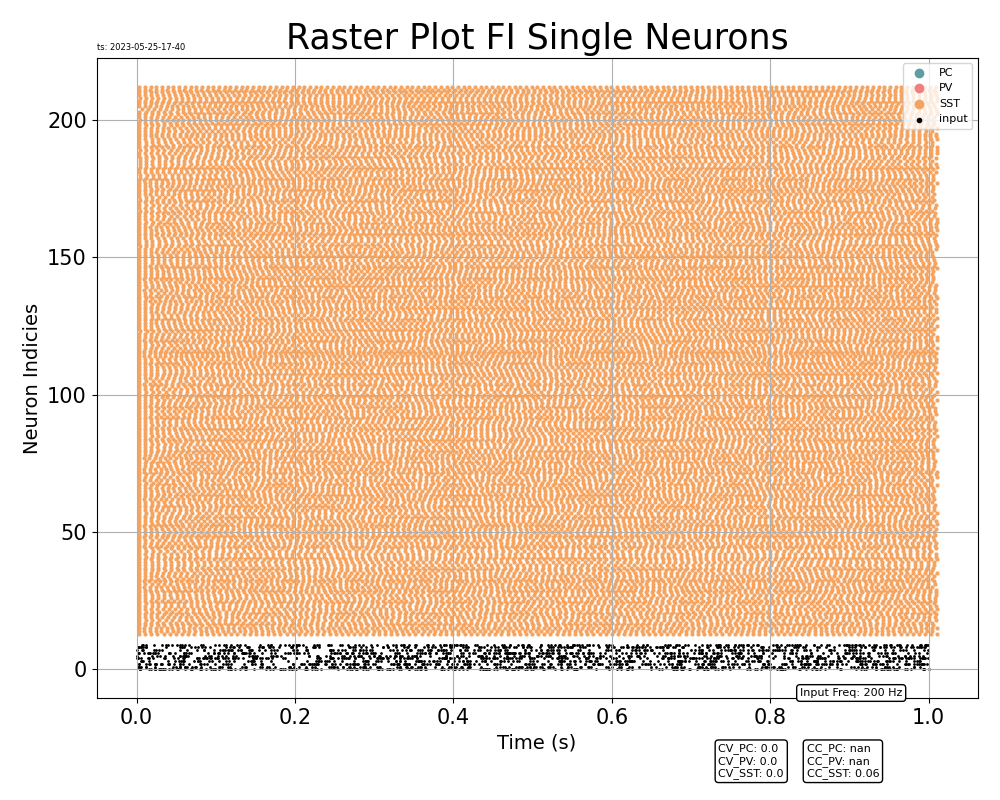 Raster Plot FI Single Neurons
ts: 2023-05-25-17-40
PC
PV
SST
input
200
150
100
50
0
Neuron Indicies
Input Freq: 200 Hz
0.0 0.2 0.4 0.6 0.8 1.0
Time (s)
CV_PC: 0.0
CV_PV: 0.0
CV_SST: 0.0
CC_PC: nan
CC_PV: nan
CC_SST: 0.06